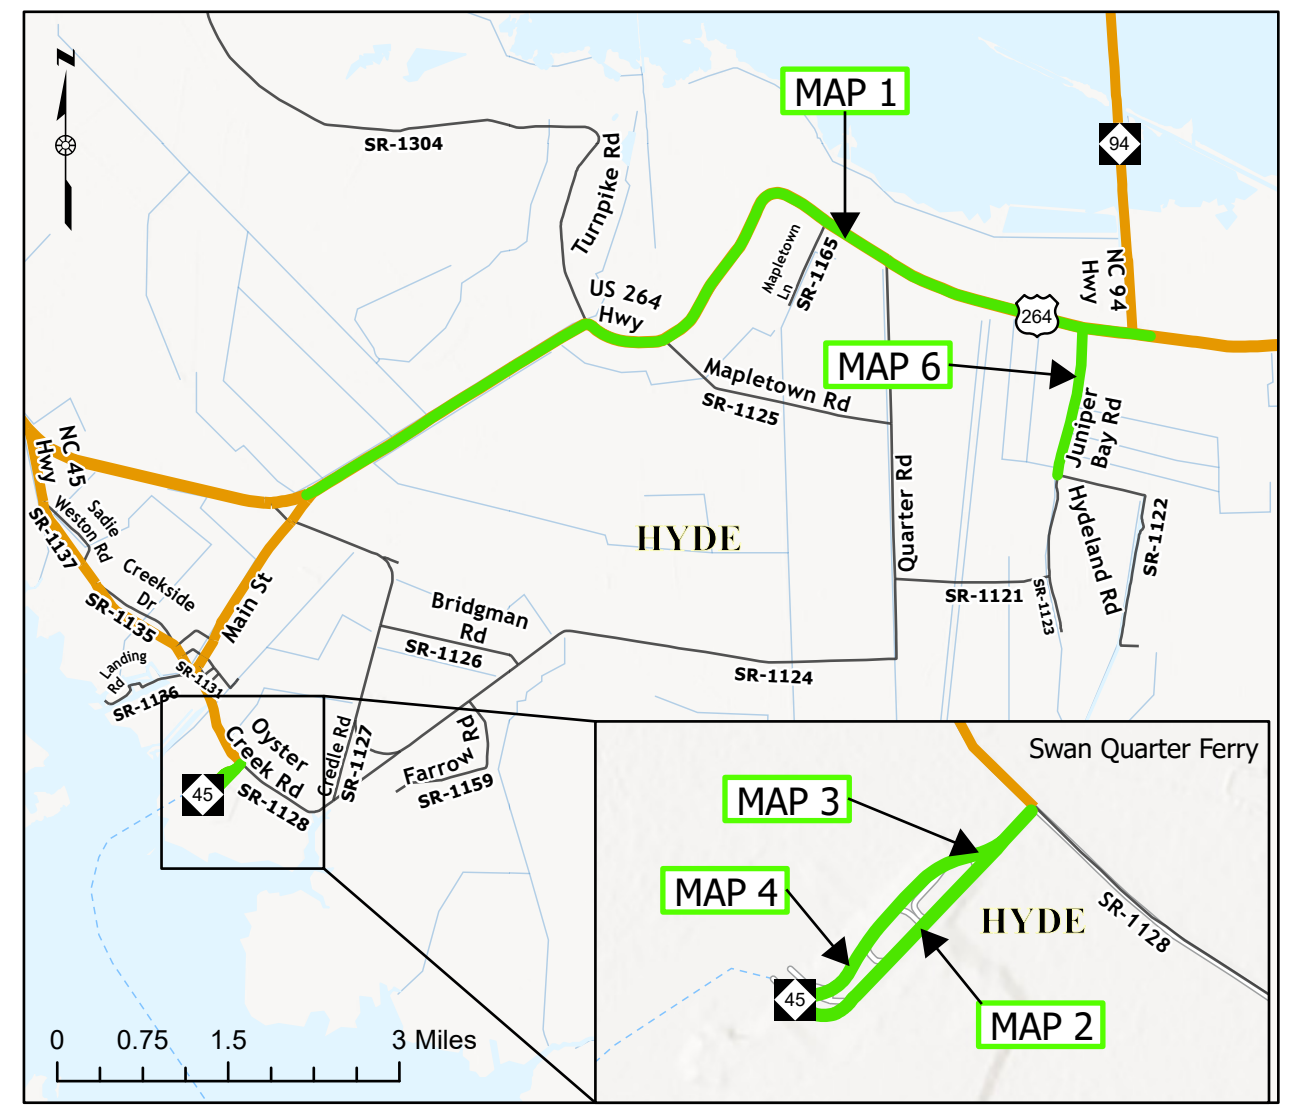 MAP 1
94
SR-1304
Turnpike Rd
Mapletown
Ln
SR-1165
NC 94
Hwy
US 264
Hwy
264
MAP 6
Mapletown Rd
SR-1125
Juniper
Bay Rd
NC 45
Hwy
Sadie
Weston Rd
SR-1137
HYDE
Quarter Rd
Hydeland Rd
SR-1122
Creekside
Dr
SR-1135
Main St
Bridgman
Rd
SR-1126
SR-1121
SR-1123
Landing
Rd
SR-1136
SR-1131
SR-1124
Oyster
Creek Rd
Credle Rd
SR-1127
Farrow Rd
SR-1159
45
SR-1128
Swan Quarter Ferry
MAP 3
MAP 4
HYDE
SR-1128
45
MAP 2
0 0.75 1.5 3 Miles
N